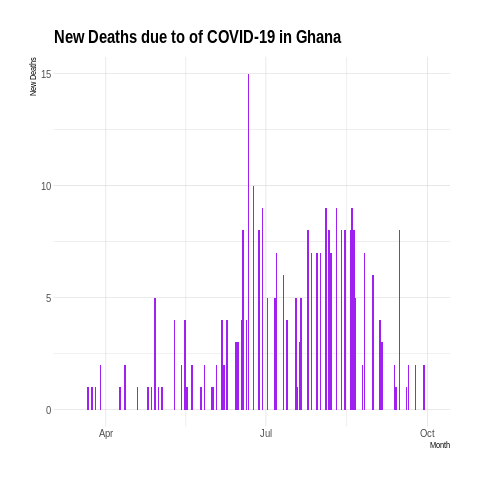 New Deaths due to of COVID-19 in Ghana
New Deaths
15
10
5
0
Apr
Jul
Oct
Month